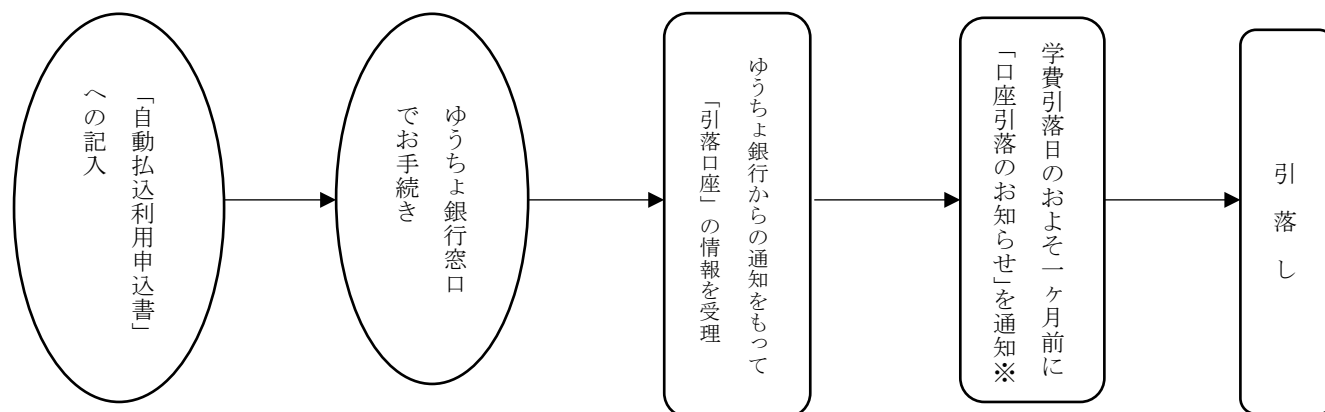 「自動払込利用申込書」
への記入
ゆうちょ銀行窓口
でお手続き
ゆうちょ銀行からの通知をもって
「引落口座」の情報を受理
学費引落日のおよそ一ヶ月前に
「口座引落のお知らせ」を通知※
引落し